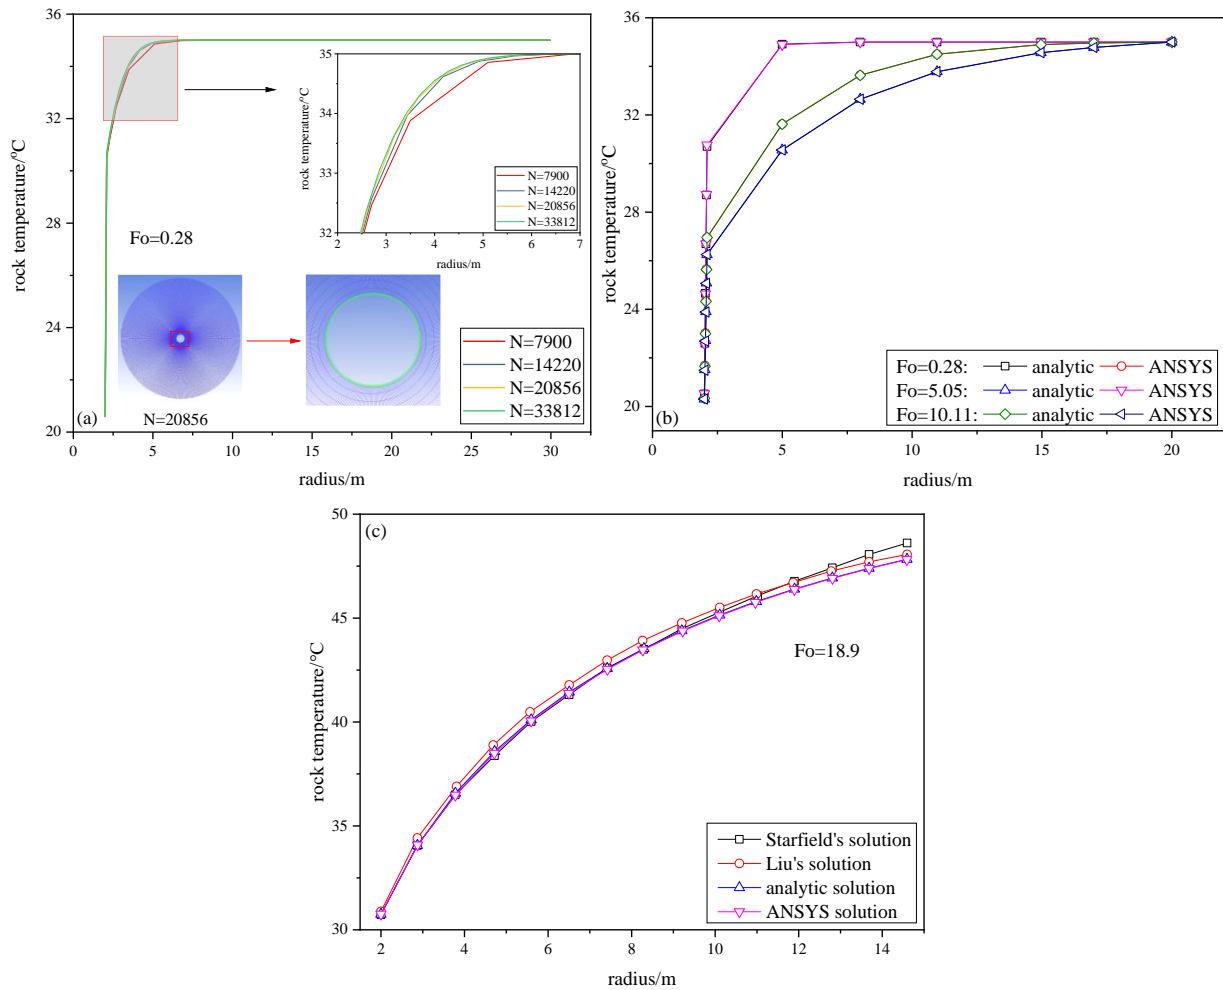 35
32
29
26
23
20
0
5
10
15
20
25
30
rock temperature/°C
radius/m
(a)
Fo=0.28
N=20856
N=7900
N=14220
N=20856
N=33812
35
34
33
32
2
3
4
5
6
7
rock temperature/°C
radius/m
N=7900
N=14220
N=20856
N=33812
36
32
28
24
20
0
5
10
15
20
rock temperature/°C
radius/m
(b)
Fo=0.28: analytic ANSYS
Fo=5.05: analytic ANSYS
Fo=10.11: analytic ANSYS
50
45
40
35
30
2
4
6
8
10
12
14
rock temperature/°C
radius/m
(c)
Fo=18.9
Starfield's solution
Liu's solution
analytic solution
ANSYS solution